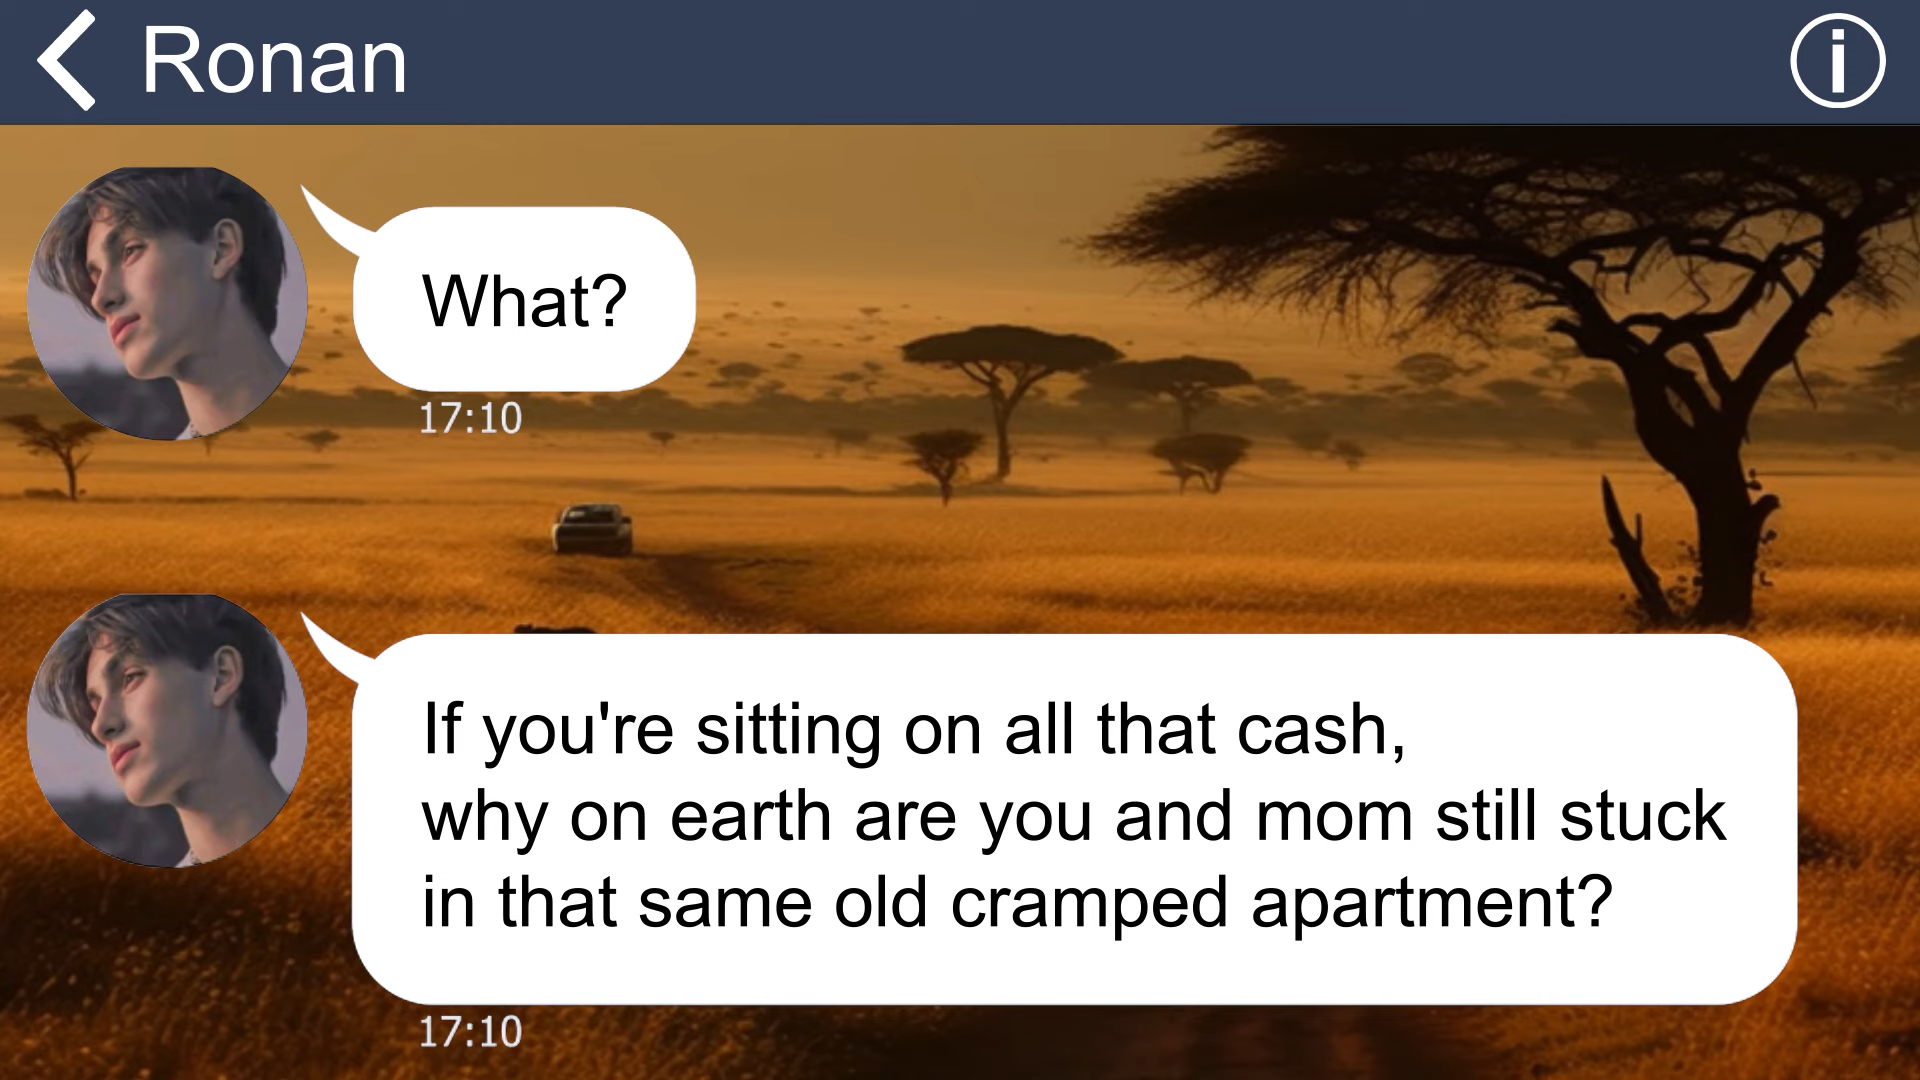 Ronan
What?
17:10
If you're sitting on all that cash,
why on earth are you and mom still stuck
in that same old cramped apartment?
17:10